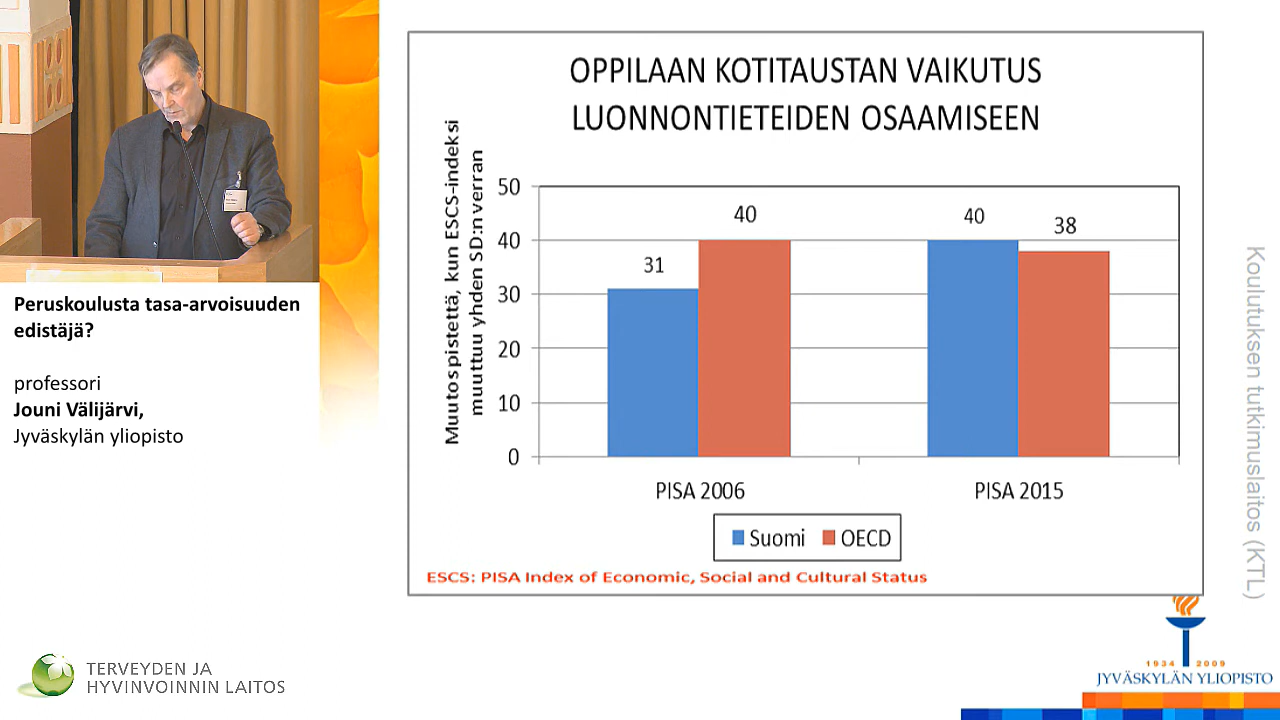 Peruskoulusta tasa-arvoisuuden
edistäjä?
professori
Jouni Välijärvi,
Jyväskylän yliopisto
TERVEYDEN JA
HYVINVOINNIN LAITOS
OPPILAAN KOTITAUSTAN VAIKUTUS
LUONNONTIETEIDEN OSAAMISEEN
Muutos pistettä, kun ESCS-indeksi
muuttuu yhden SD:n verran
50
40
30
20
10
0
31
40
40
38
PISA 2006
PISA 2015
Suomi
OECD
ESCS: PISA Index of Economic, Social and Cultural Status
Koulutuksen tutkimuslaitos (KTL)
1934 2009
JYVÄSKYLÄN YLIOPISTO